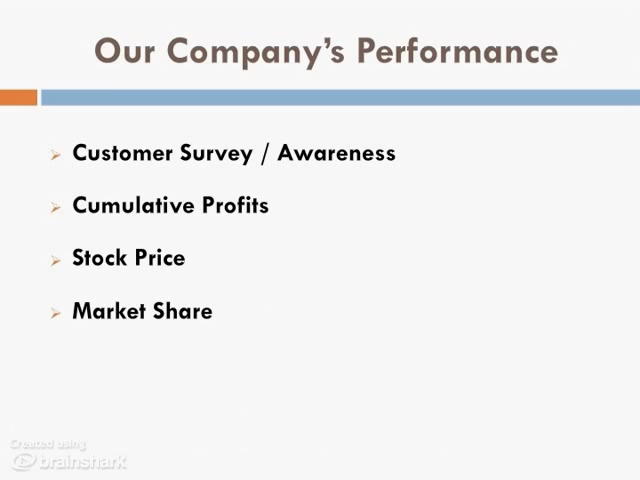 Our Company's Performance
Customer Survey / Awareness
Cumulative Profits
Stock Price
Market Share
Created using
brainshark